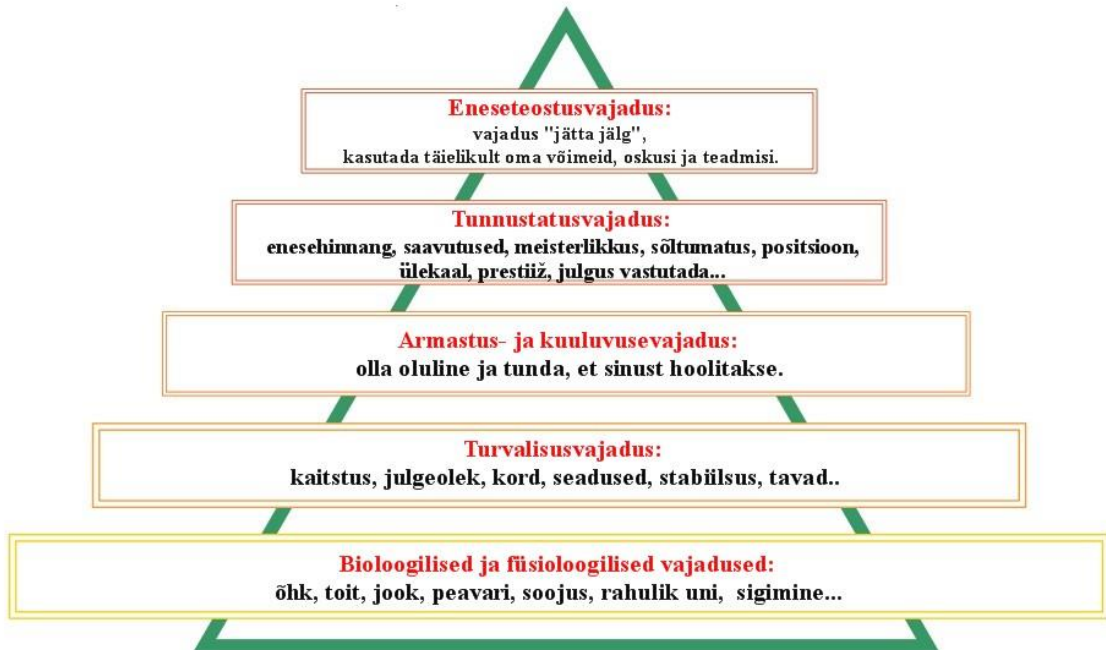 Eneseteostusvajadus:
vajadus "jätta jälg",
kasutada täielikult oma võimeid, oskusi ja teadmisi.
Tunnustatusvajadus:
enesehinnang, saavutused, meisterlikkus, sõltumatus, positsioon,
ülekaal, prestiiž, julgus vastutada...
Armastus- ja kuuluvusevajadus:
olla oluline ja tunda, et sinust hoolitakse.
Turvalisusvajadus:
kaitstus, julgeolek, kord, seadused, stabiilsus, tavad..
Bioloogilised ja füsioloogilised vajadused:
õhk, toit, jook, peavari, soojus, rahulik uni, sigimine...